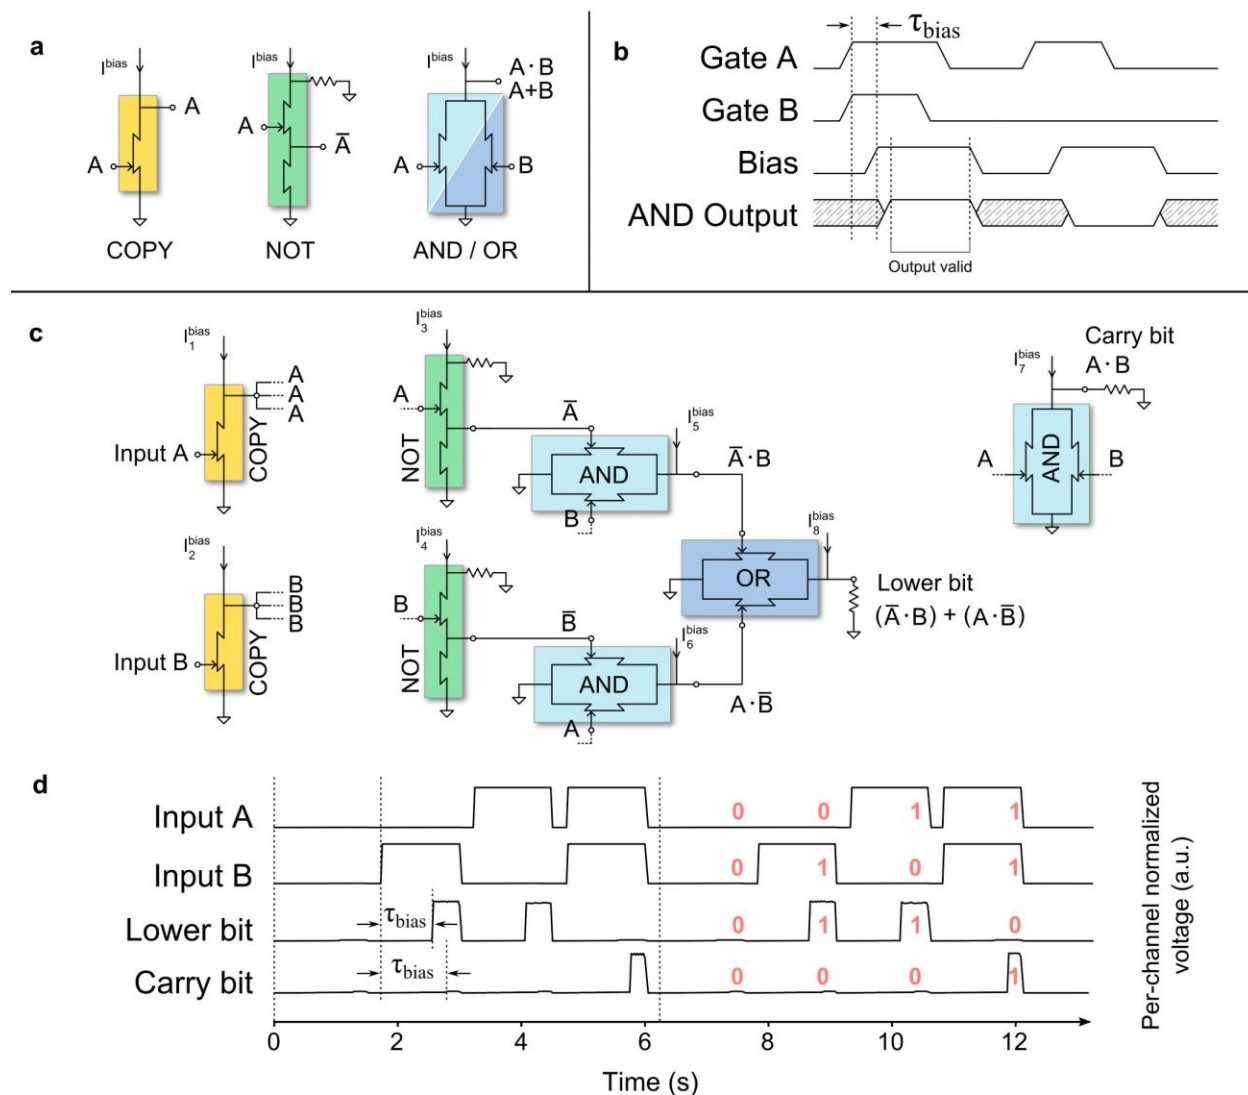 a
I^bias
A
A
COPY
I^bias
A
A̅
NOT
I^bias
A · B
A+B
A
B
AND / OR
b
τ_bias
Gate A
Gate B
Bias
AND Output
Output valid
c
I_1^bias
A
A
A
Input A
COPY
I_2^bias
B
B
B
Input B
COPY
I_3^bias
A
NOT
A̅
I_5^bias
AND
B
A̅ · B
I_4^bias
B
NOT
B̅
I_6^bias
AND
A
A · B̅
I_8^bias
OR
Lower bit
(A̅ · B) + (A · B̅)
Carry bit
I_7^bias
A · B
A
AND
B
d
Input A
0 0 1 1
Input B
0 1 0 1
Lower bit
τ_bias
0 1 1 0
Carry bit
τ_bias
0 0 0 1
0 2 4 6 8 10 12
Time (s)
Per-channel normalized
voltage (a.u.)